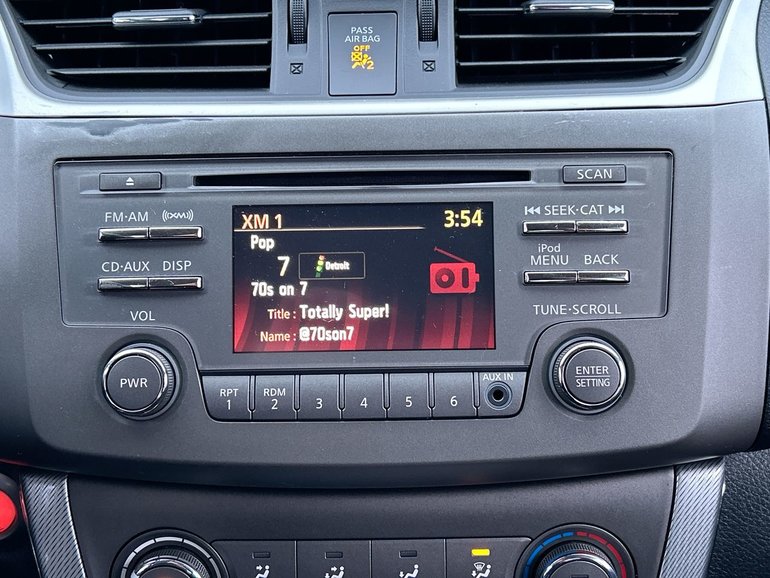 PASS
AIR BAG
OFF
2
SCAN
FM·AM
XM
SEEK·CAT
CD·AUX
DISP
iPod
MENU
BACK
VOL
TUNE·SCROLL
XM 1
3:54
Pop
7
Detroit
70s on 7
Title : Totally Super!
Name : @70son7
PWR
RPT
1
RDM
2
3
4
5
6
AUX IN
ENTER
SETTING